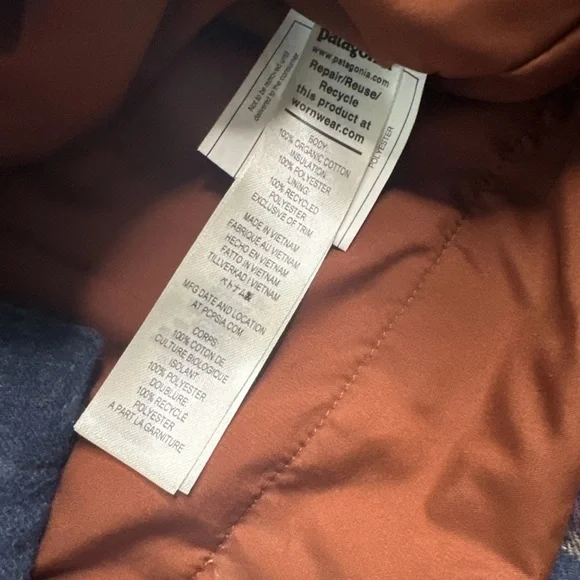 patagonia
www.patagonia.com
Repair/Reuse/
Recycle
this product at
wornwear.com
Not to be removed until
delivered to the consumer
POLYESTER
BODY:
100% ORGANIC COTTON
INSULATION:
100% POLYESTER
LINING:
100% RECYCLED
POLYESTER
EXCLUSIVE OF TRIM
MADE IN VIETNAM
FABRIQUÉ AU VIETNAM
HECHO EN VIETNAM
FATTO IN VIETNAM
TILLVERKAD I VIETNAM
ベトナム製
MFG DATE AND LOCATION
AT PCPSIA.COM
CORPS:
100% COTON DE
CULTURE BIOLOGIQUE
ISOLANT:
100% POLYESTER
DOUBLURE:
100% RECYCLÉ
POLYESTER
A PART LA GARNITURE